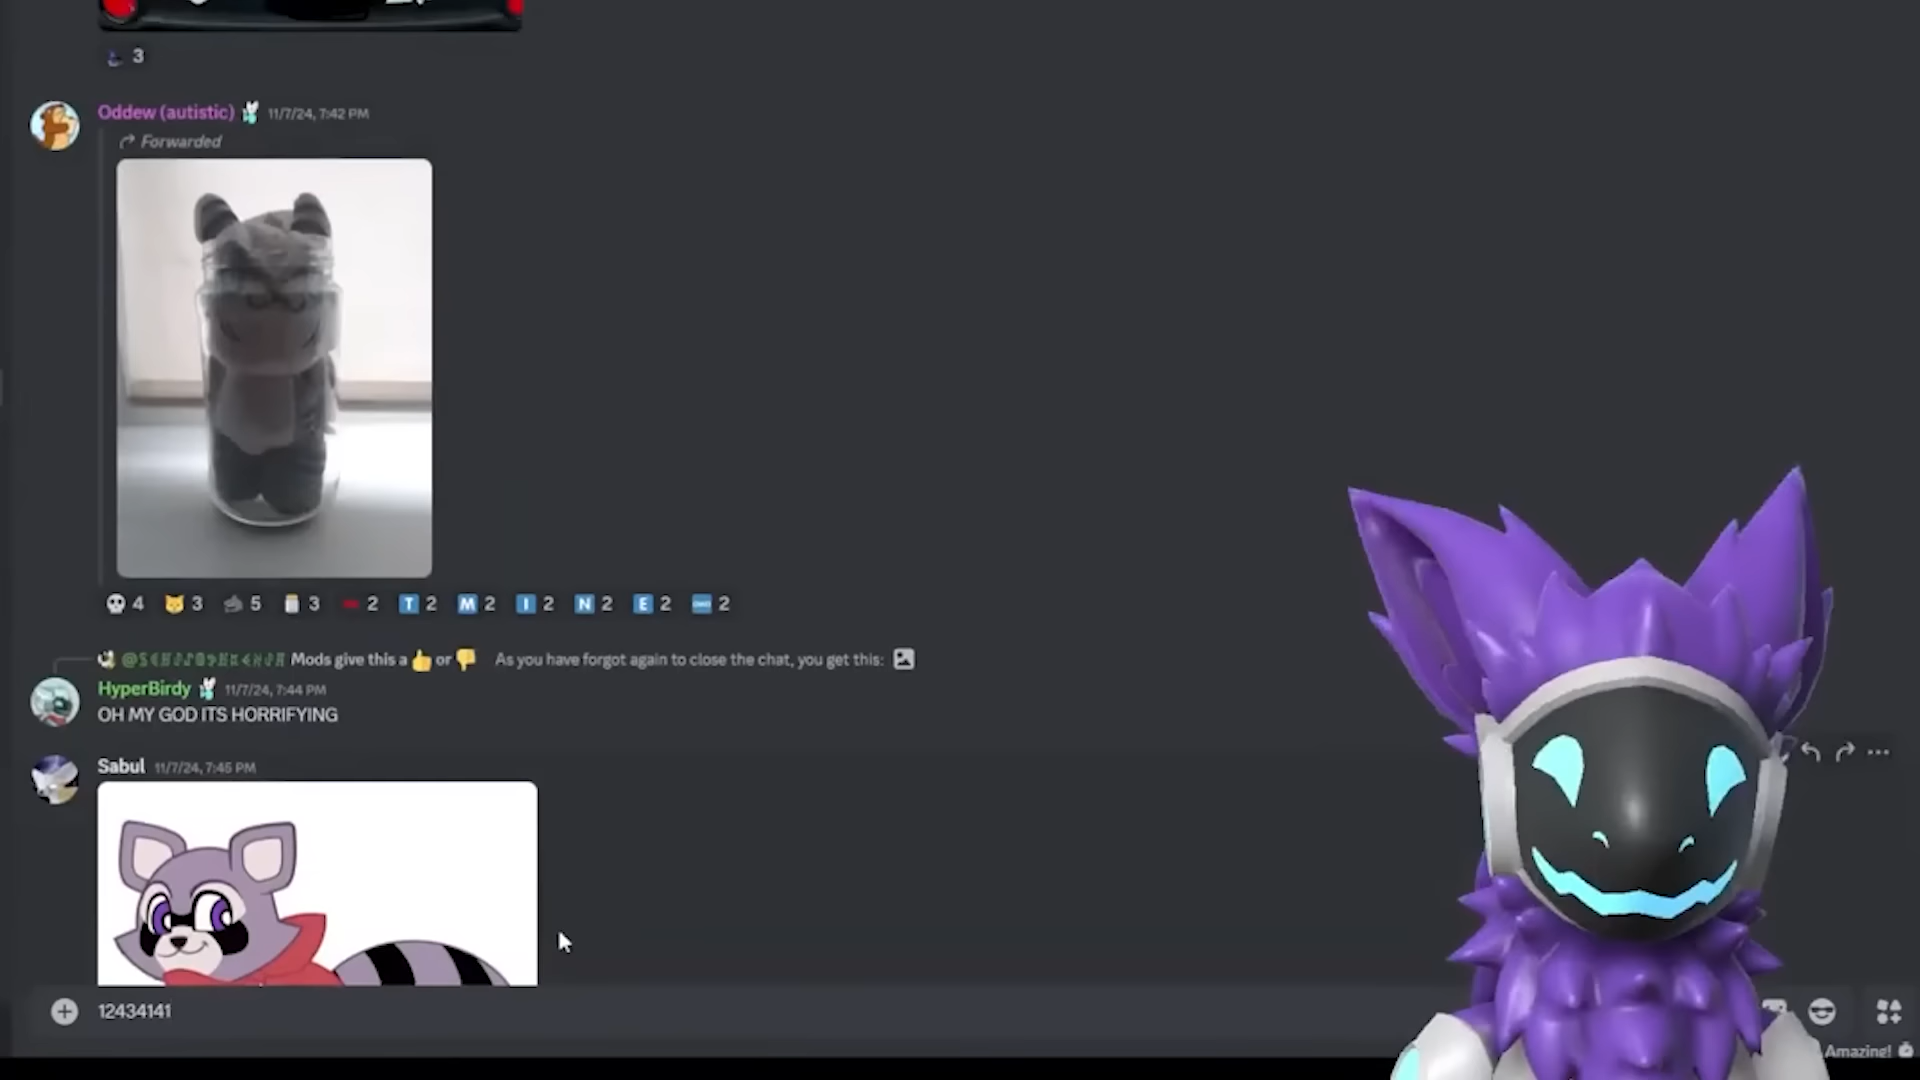 3
Oddew (autistic) 11/7/24, 7:42 PM
Forwarded
4 3 5 3 2 T 2 M 2 I 2 N 2 E 2 2
Mods give this a or As you have forgot again to close the chat, you get this:
HyperBirdy 11/7/24, 7:44 PM
OH MY GOD ITS HORRIFYING
Sabul 11/7/24, 7:45 PM
12434141
Amazing!